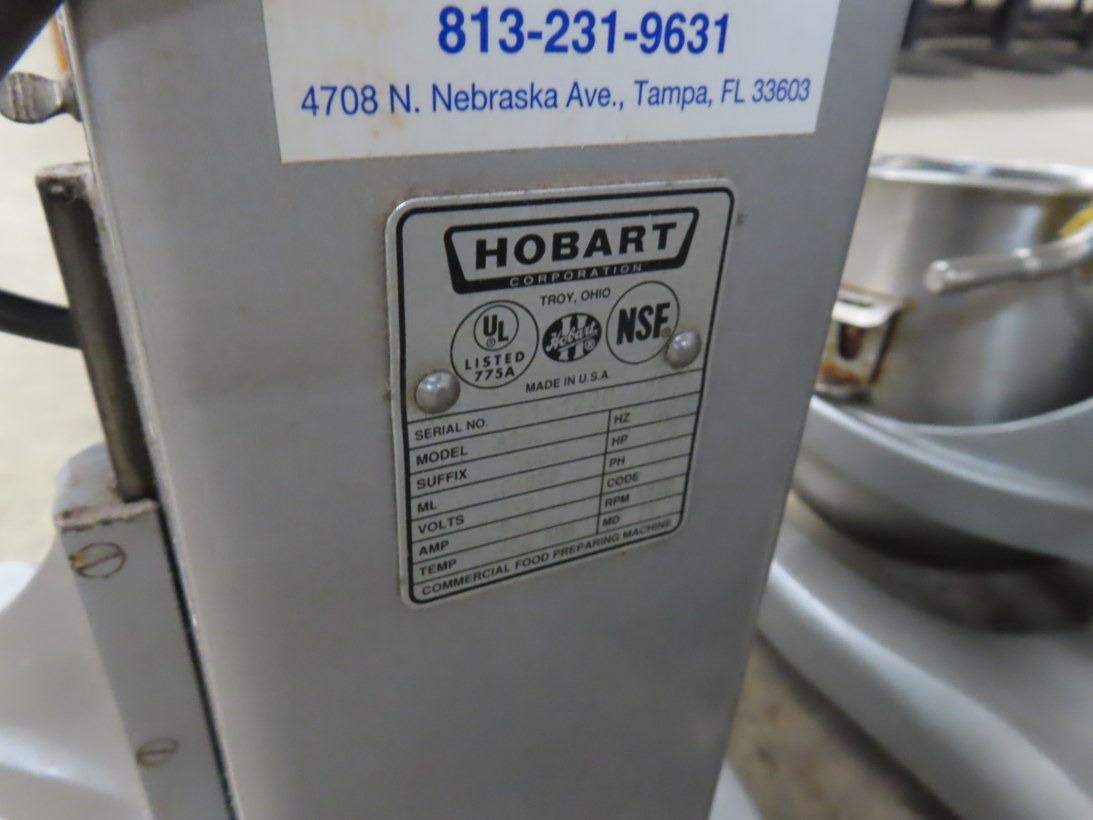 813-231-9631
4708 N. Nebraska Ave., Tampa, FL 33603
HOBART
CORPORATION
TROY, OHIO
UL
LISTED
775A
Hobart
NSF
MADE IN U.S.A.
SERIAL NO.
HZ
MODEL
HP
SUFFIX
PH
ML
CODE
VOLTS
RPM
AMP
MD
TEMP
COMMERCIAL FOOD PREPARING MACHINE